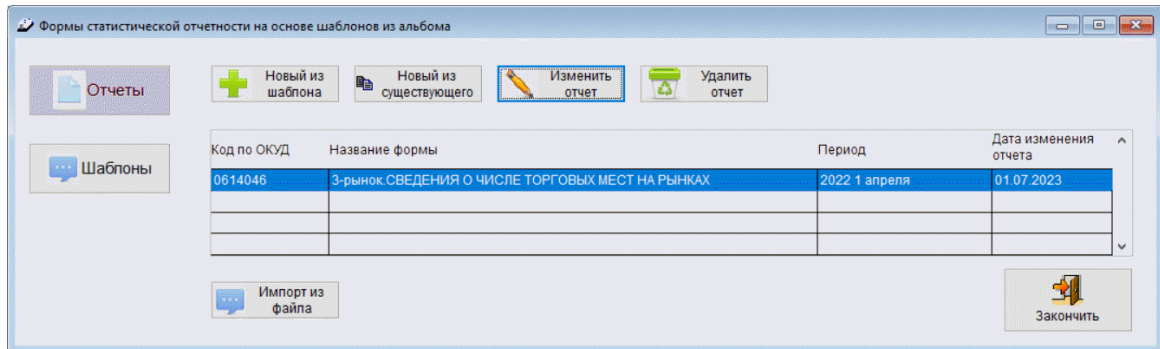 Формы статистической отчетности на основе шаблонов из альбома
Отчеты
Новый из
шаблона
Новый из
существующего
Изменить
отчет
Удалить
отчет
Шаблоны
Код по ОКУД
Название формы
Период
Дата изменения
отчета
0614046
3-рынок.СВЕДЕНИЯ О ЧИСЛЕ ТОРГОВЫХ МЕСТ НА РЫНКАХ
2022 1 апреля
01.07.2023
Импорт из
файла
Закончить